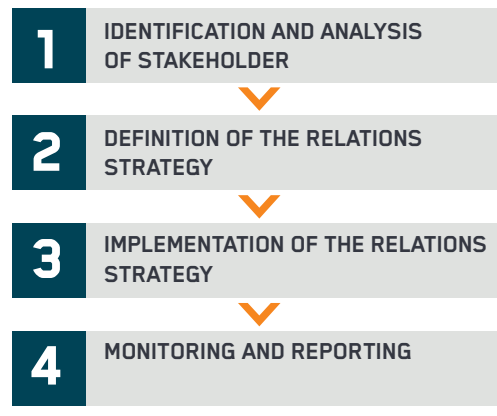 1
IDENTIFICATION AND ANALYSIS
OF STAKEHOLDER
2
DEFINITION OF THE RELATIONS
STRATEGY
3
IMPLEMENTATION OF THE RELATIONS
STRATEGY
4
MONITORING AND REPORTING